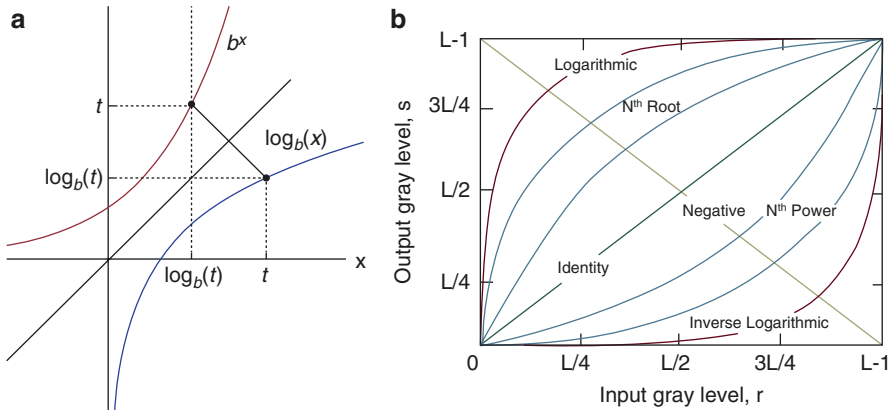 a
b^x
t
log_b(x)
log_b(t)
x
log_b(t)
t
b
L-1
3L/4
L/2
L/4
Output gray level, s
Logarithmic
N^th Root
Negative
N^th Power
Identity
Inverse Logarithmic
0
L/4
L/2
3L/4
L-1
Input gray level, r